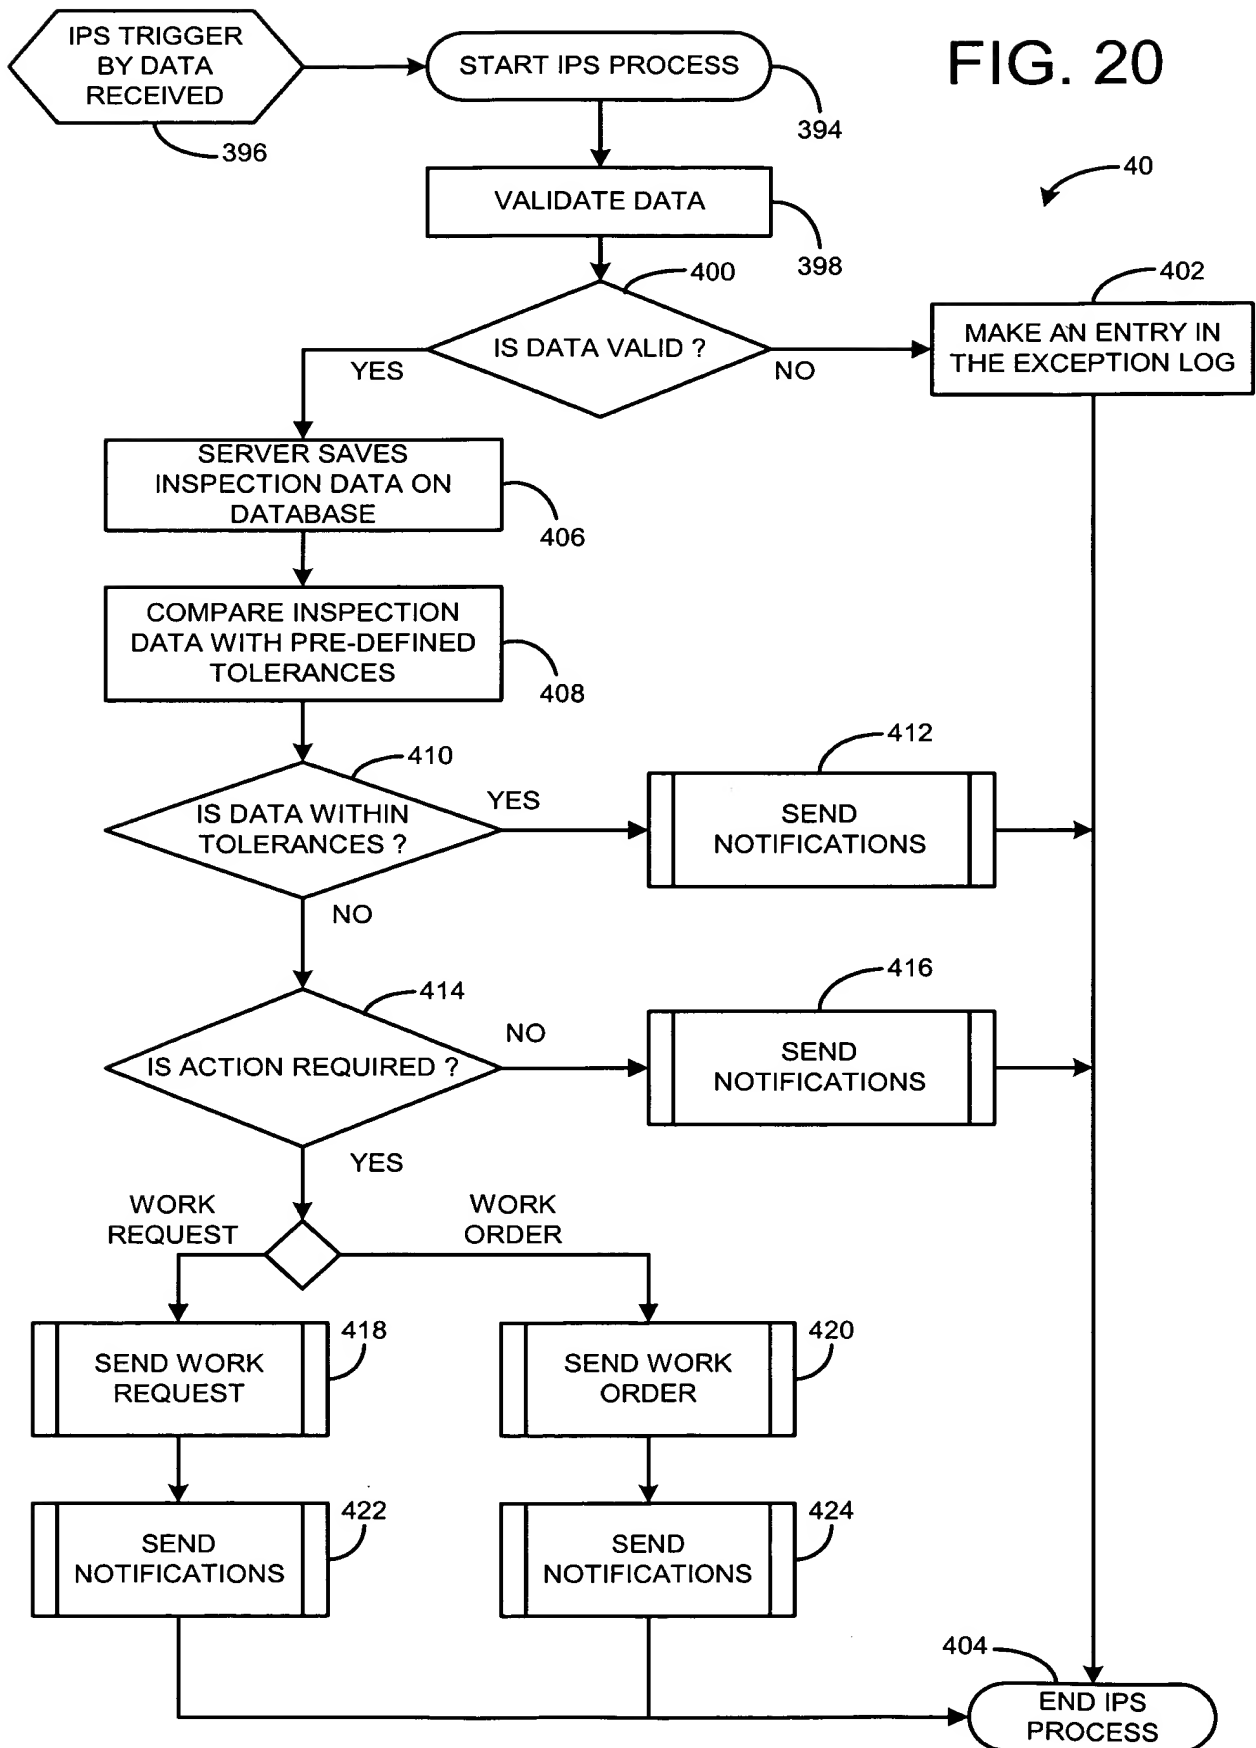 IPS TRIGGER
BY DATA
RECEIVED
396
START IPS PROCESS
394
FIG. 20
40
VALIDATE DATA
398
400
IS DATA VALID ?
YES
NO
402
MAKE AN ENTRY IN
THE EXCEPTION LOG
SERVER SAVES
INSPECTION DATA ON
DATABASE
406
COMPARE INSPECTION
DATA WITH PRE-DEFINED
TOLERANCES
408
410
IS DATA WITHIN
TOLERANCES ?
YES
NO
412
SEND
NOTIFICATIONS
414
IS ACTION REQUIRED ?
NO
YES
416
SEND
NOTIFICATIONS
WORK
REQUEST
WORK
ORDER
418
SEND WORK
REQUEST
420
SEND WORK
ORDER
422
SEND
NOTIFICATIONS
424
SEND
NOTIFICATIONS
404
END IPS
PROCESS